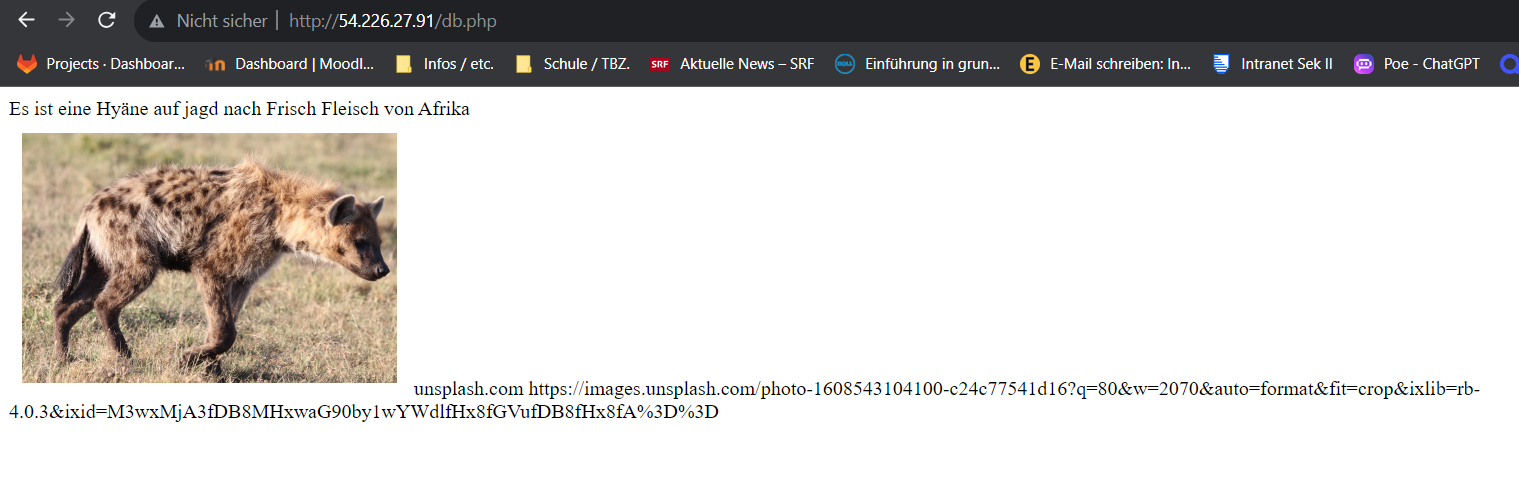 Nicht sicher http://54.226.27.91/db.php
Projects · Dashboar... Dashboard | Moodl... Infos / etc. Schule / TBZ. SRF Aktuelle News – SRF DOLL Einführung in grun... E E-Mail schreiben: In... Intranet Sek II Poe - ChatGPT
Es ist eine Hyäne auf jagd nach Frisch Fleisch von Afrika
unsplash.com https://images.unsplash.com/photo-1608543104100-c24c77541d16?q=80&w=2070&auto=format&fit=crop&ixlib=rb-
4.0.3&ixid=M3wxMjA3fDB8MHxwaG90by1wYWdlfHx8fGVufDB8fHx8fA%3D%3D